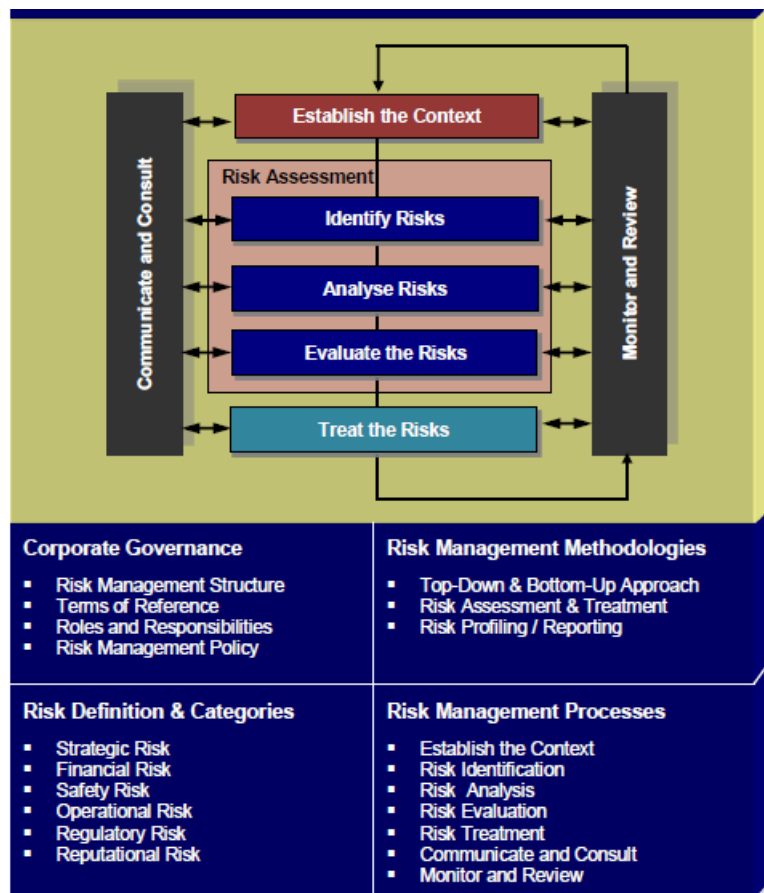 Establish the Context
Risk Assessment
Identify Risks
Analyse Risks
Evaluate the Risks
Treat the Risks
Communicate and Consult
Monitor and Review
Corporate Governance
▪ Risk Management Structure
▪ Terms of Reference
▪ Roles and Responsibilities
▪ Risk Management Policy
Risk Management Methodologies
▪ Top-Down & Bottom-Up Approach
▪ Risk Assessment & Treatment
▪ Risk Profiling / Reporting
Risk Definition & Categories
▪ Strategic Risk
▪ Financial Risk
▪ Safety Risk
▪ Operational Risk
▪ Regulatory Risk
▪ Reputational Risk
Risk Management Processes
▪ Establish the Context
▪ Risk Identification
▪ Risk Analysis
▪ Risk Evaluation
▪ Risk Treatment
▪ Communicate and Consult
▪ Monitor and Review